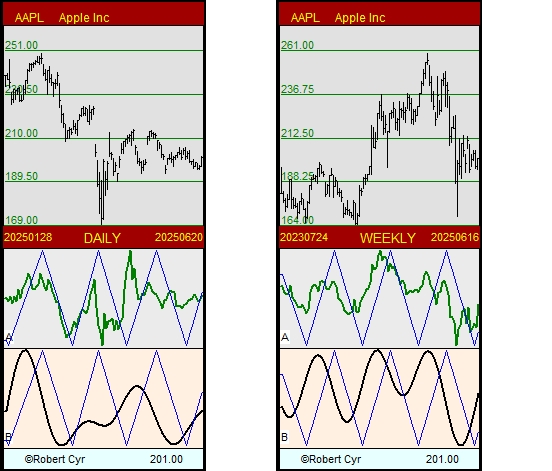 AAPL Apple Inc
251.00
230.50
210.00
189.50
169.00
20250128 DAILY 20250620
A
B
©Robert Cyr 201.00
AAPL Apple Inc
261.00
236.75
212.50
188.25
164.00
20230724 WEEKLY 20250616
A
B
©Robert Cyr 201.00